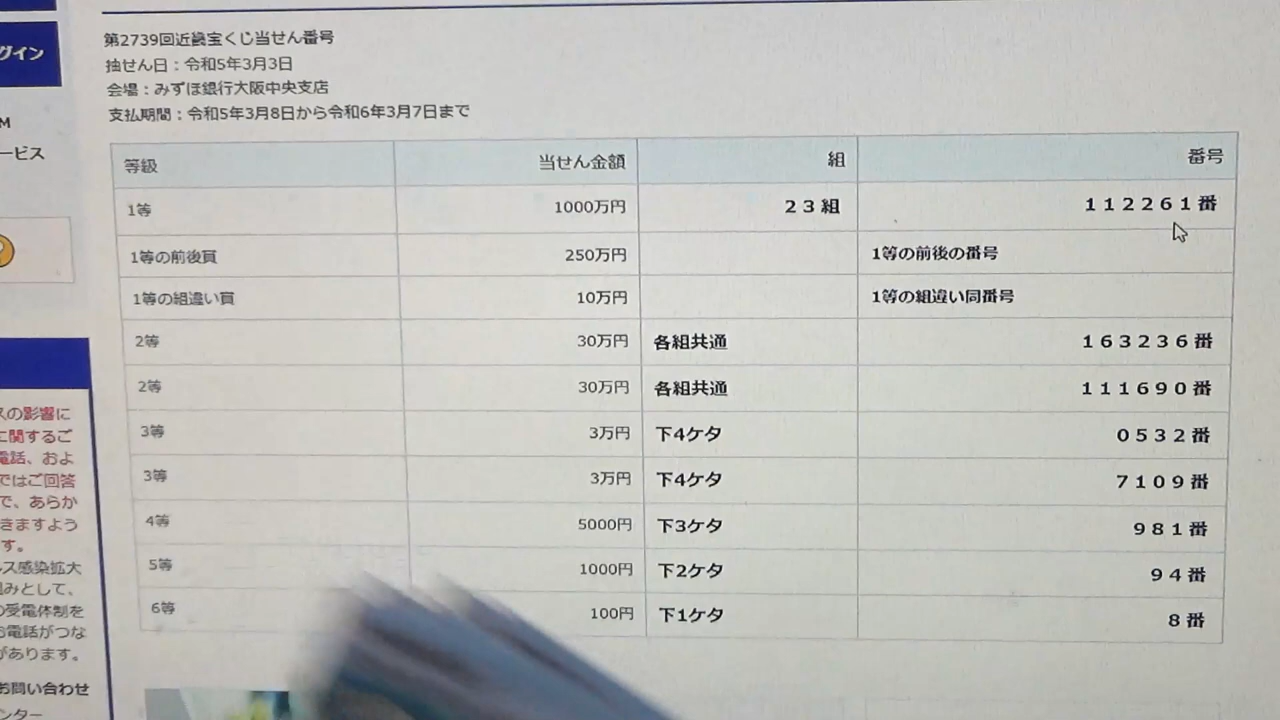 第2739回近畿宝くじ当せん番号
抽せん日：令和5年3月3日
会場：みずほ銀行大阪中央支店
支払期間：令和5年3月8日から令和6年3月7日まで
等級 当せん金額 組 番号
1等 1000万円 23組 112261番
1等の前後賞 250万円 1等の前後の番号
1等の組違い賞 10万円 1等の組違い同番号
2等 30万円 各組共通 163236番
2等 30万円 各組共通 111690番
3等 3万円 下4ケタ 0532番
3等 3万円 下4ケタ 7109番
4等 5000円 下3ケタ 981番
5等 1000円 下2ケタ 94番
6等 100円 下1ケタ 8番
グイン
M
ービス
?
スの影響に
に関するご
電話、およ
ではご回答
で、あらか
きますよう
す。
ス感染拡大
組みとして、
の受電体制を
お電話がつな
があります。
お問い合わせ
ンター